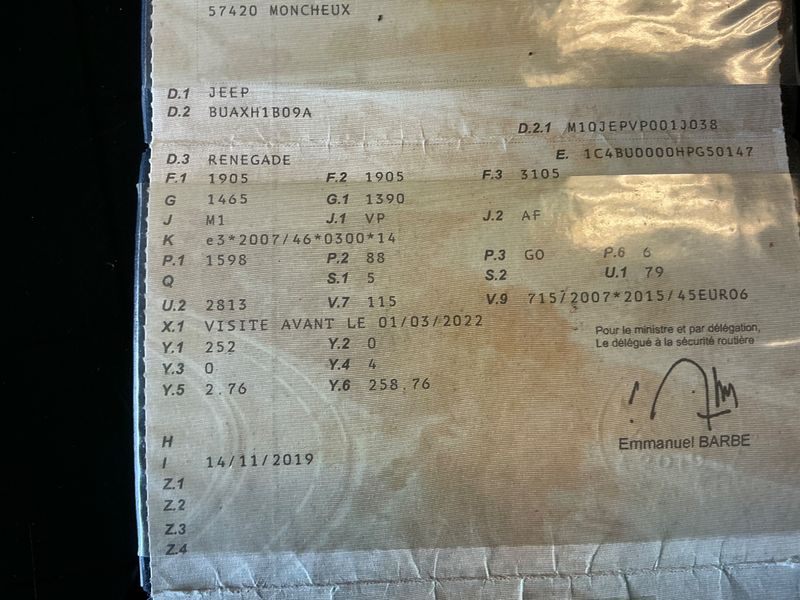 57420 MONCHEUX
D.1 JEEP
D.2 BUAXH1B09A
D.2.1 M10JEPVP001J038
D.3 RENEGADE
E. 1C4BU0000HPG50147
F.1 1905 F.2 1905 F.3 3105
G 1465 G.1 1390
J M1 J.1 VP J.2 AF
K e3*2007/46*0300*14
P.1 1598 P.2 88 P.3 GO P.6 6
Q S.1 5 S.2 U.1 79
U.2 2813 V.7 115 V.9 715/2007*2015/45EURO6
X.1 VISITE AVANT LE 01/03/2022
Pour le ministre et par délégation,
Le délégué à la sécurité routière
Y.1 252 Y.2 0
Y.3 0 Y.4 4
Y.5 2.76 Y.6 258.76
Emmanuel BARBE
H
I 14/11/2019
Z.1
Z.2
Z.3
Z.4